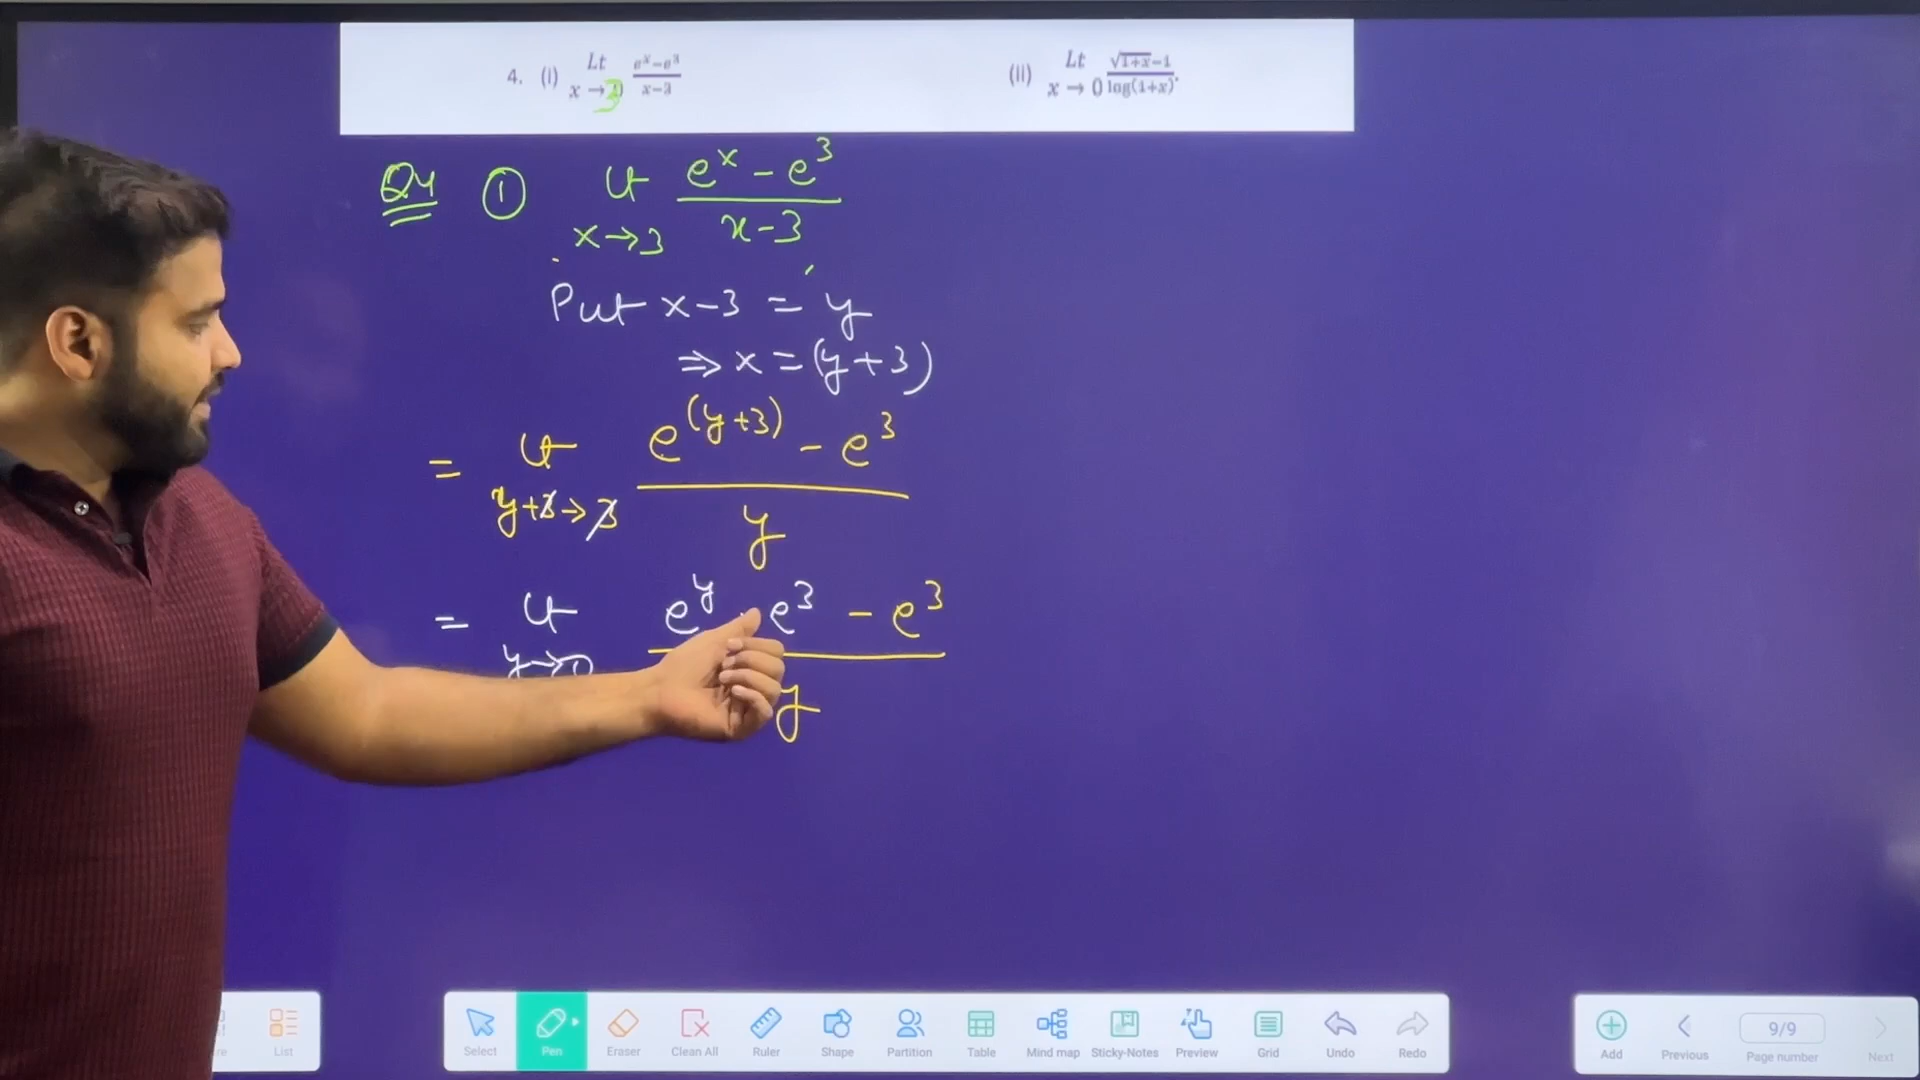 4. (i) Lt x → 3 e^x−e^3 / x−3
(ii) Lt x → 0 √1+x−1 / log(1+x).
Q4 ① Lt x→3 e^x - e^3 / x-3
Put x-3 = y
⇒ x = (y+3)
= Lt y+3→3 e^(y+3) - e^3 / y
= Lt y→0 e^y · e^3 - e^3 / y
List
Select Pen Eraser Clean All Ruler Shape Partition Table Mind map Sticky-Notes Preview Grid Undo Redo
Add Previous 9/9 Page number Next